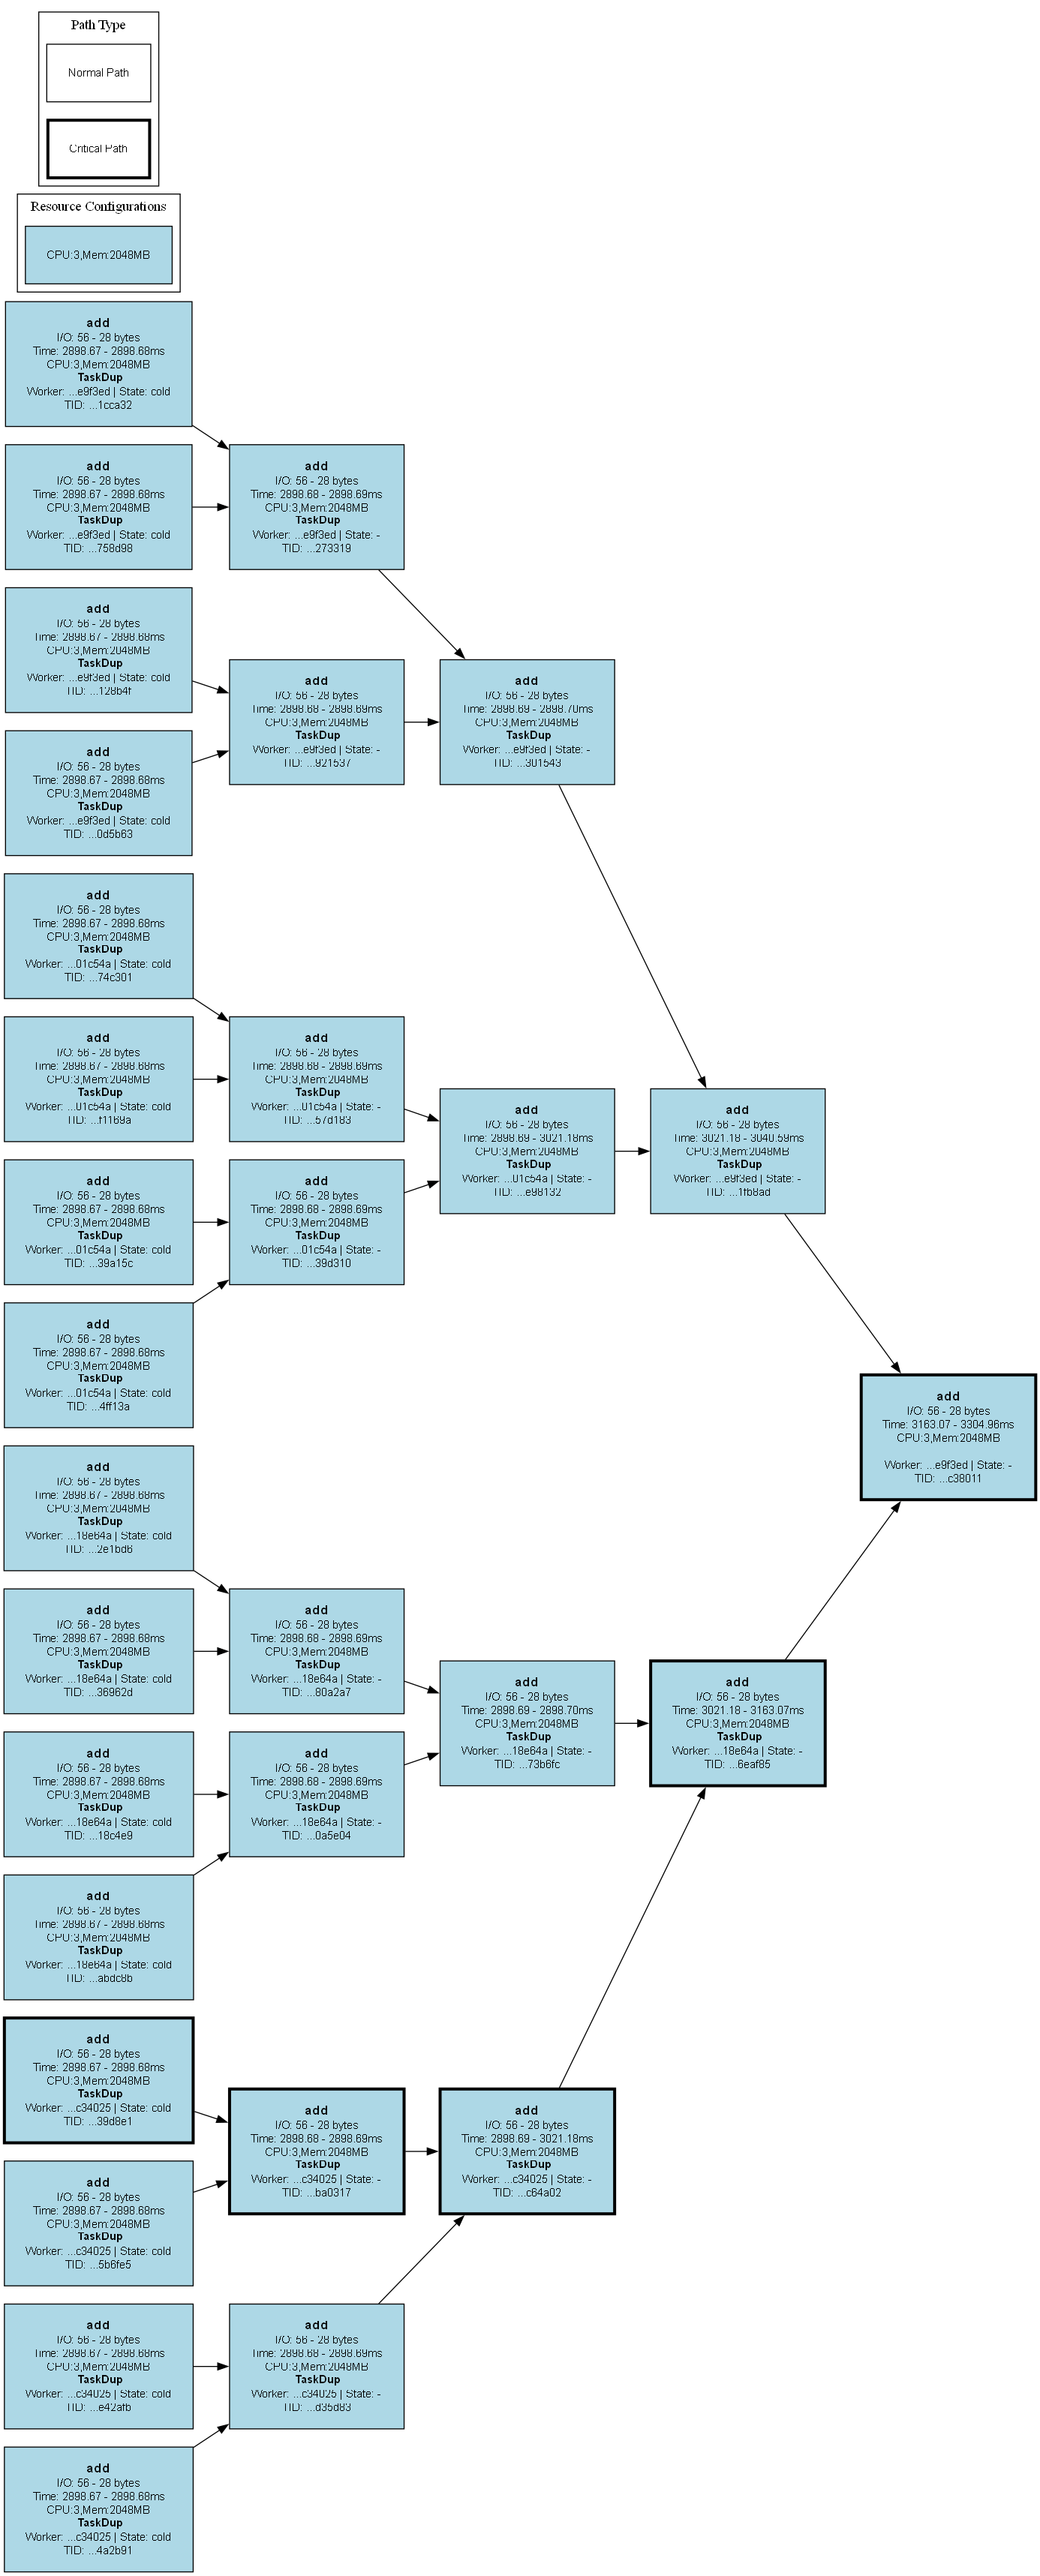 Path Type
Normal Path
Critical Path
Resource Configurations
CPU:3,Mem:2048MB
add
I/O: 56 - 28 bytes
Time: 2898.67 - 2898.68ms
CPU:3,Mem:2048MB
TaskDup
Worker: ...e9f3ed | State: cold
TID: ...1cca32
add
I/O: 56 - 28 bytes
Time: 2898.67 - 2898.68ms
CPU:3,Mem:2048MB
TaskDup
Worker: ...e9f3ed | State: cold
TID: ...758d98
add
I/O: 56 - 28 bytes
Time: 2898.68 - 2898.69ms
CPU:3,Mem:2048MB
TaskDup
Worker: ...e9f3ed | State: -
TID: ...273319
add
I/O: 56 - 28 bytes
Time: 2898.67 - 2898.68ms
CPU:3,Mem:2048MB
TaskDup
Worker: ...e9f3ed | State: cold
TID: ...128b4f
add
I/O: 56 - 28 bytes
Time: 2898.68 - 2898.69ms
CPU:3,Mem:2048MB
TaskDup
Worker: ...e9f3ed | State: -
TID: ...921537
add
I/O: 56 - 28 bytes
Time: 2898.69 - 2898.70ms
CPU:3,Mem:2048MB
TaskDup
Worker: ...e9f3ed | State: -
TID: ...301543
add
I/O: 56 - 28 bytes
Time: 2898.67 - 2898.68ms
CPU:3,Mem:2048MB
TaskDup
Worker: ...e9f3ed | State: cold
TID: ...0d5b63
add
I/O: 56 - 28 bytes
Time: 2898.67 - 2898.68ms
CPU:3,Mem:2048MB
TaskDup
Worker: ...01c54a | State: cold
TID: ...74c301
add
I/O: 56 - 28 bytes
Time: 2898.67 - 2898.68ms
CPU:3,Mem:2048MB
TaskDup
Worker: ...01c54a | State: cold
TID: ...f1169a
add
I/O: 56 - 28 bytes
Time: 2898.68 - 2898.69ms
CPU:3,Mem:2048MB
TaskDup
Worker: ...01c54a | State: -
TID: ...57d183
add
I/O: 56 - 28 bytes
Time: 2898.69 - 3021.18ms
CPU:3,Mem:2048MB
TaskDup
Worker: ...01c54a | State: -
TID: ...e98132
add
I/O: 56 - 28 bytes
Time: 3021.18 - 3040.59ms
CPU:3,Mem:2048MB
TaskDup
Worker: ...e9f3ed | State: -
TID: ...1fb8ad
add
I/O: 56 - 28 bytes
Time: 2898.67 - 2898.68ms
CPU:3,Mem:2048MB
TaskDup
Worker: ...01c54a | State: cold
TID: ...39a15c
add
I/O: 56 - 28 bytes
Time: 2898.68 - 2898.69ms
CPU:3,Mem:2048MB
TaskDup
Worker: ...01c54a | State: -
TID: ...39d310
add
I/O: 56 - 28 bytes
Time: 2898.67 - 2898.68ms
CPU:3,Mem:2048MB
TaskDup
Worker: ...01c54a | State: cold
TID: ...4ff13a
add
I/O: 56 - 28 bytes
Time: 3163.07 - 3304.96ms
CPU:3,Mem:2048MB
Worker: ...e9f3ed | State: -
TID: ...c38011
add
I/O: 56 - 28 bytes
Time: 2898.67 - 2898.68ms
CPU:3,Mem:2048MB
TaskDup
Worker: ...18e64a | State: cold
TID: ...2e1bd6
add
I/O: 56 - 28 bytes
Time: 2898.67 - 2898.68ms
CPU:3,Mem:2048MB
TaskDup
Worker: ...18e64a | State: cold
TID: ...36962d
add
I/O: 56 - 28 bytes
Time: 2898.68 - 2898.69ms
CPU:3,Mem:2048MB
TaskDup
Worker: ...18e64a | State: -
TID: ...80a2a7
add
I/O: 56 - 28 bytes
Time: 2898.69 - 2898.70ms
CPU:3,Mem:2048MB
TaskDup
Worker: ...18e64a | State: -
TID: ...73b6fc
add
I/O: 56 - 28 bytes
Time: 3021.18 - 3163.07ms
CPU:3,Mem:2048MB
TaskDup
Worker: ...18e64a | State: -
TID: ...6eaf85
add
I/O: 56 - 28 bytes
Time: 2898.67 - 2898.68ms
CPU:3,Mem:2048MB
TaskDup
Worker: ...18e64a | State: cold
TID: ...18c4e9
add
I/O: 56 - 28 bytes
Time: 2898.68 - 2898.69ms
CPU:3,Mem:2048MB
TaskDup
Worker: ...18e64a | State: -
TID: ...0a5e04
add
I/O: 56 - 28 bytes
Time: 2898.67 - 2898.68ms
CPU:3,Mem:2048MB
TaskDup
Worker: ...18e64a | State: cold
TID: ...abdc8b
add
I/O: 56 - 28 bytes
Time: 2898.67 - 2898.68ms
CPU:3,Mem:2048MB
TaskDup
Worker: ...c34025 | State: cold
TID: ...39d8e1
add
I/O: 56 - 28 bytes
Time: 2898.68 - 2898.69ms
CPU:3,Mem:2048MB
TaskDup
Worker: ...c34025 | State: -
TID: ...ba0317
add
I/O: 56 - 28 bytes
Time: 2898.69 - 3021.18ms
CPU:3,Mem:2048MB
TaskDup
Worker: ...c34025 | State: -
TID: ...c64a02
add
I/O: 56 - 28 bytes
Time: 2898.67 - 2898.68ms
CPU:3,Mem:2048MB
TaskDup
Worker: ...c34025 | State: cold
TID: ...5b6fe5
add
I/O: 56 - 28 bytes
Time: 2898.67 - 2898.68ms
CPU:3,Mem:2048MB
TaskDup
Worker: ...c34025 | State: cold
TID: ...e42afb
add
I/O: 56 - 28 bytes
Time: 2898.68 - 2898.69ms
CPU:3,Mem:2048MB
TaskDup
Worker: ...c34025 | State: -
TID: ...d35d83
add
I/O: 56 - 28 bytes
Time: 2898.67 - 2898.68ms
CPU:3,Mem:2048MB
TaskDup
Worker: ...c34025 | State: cold
TID: ...4a2b91